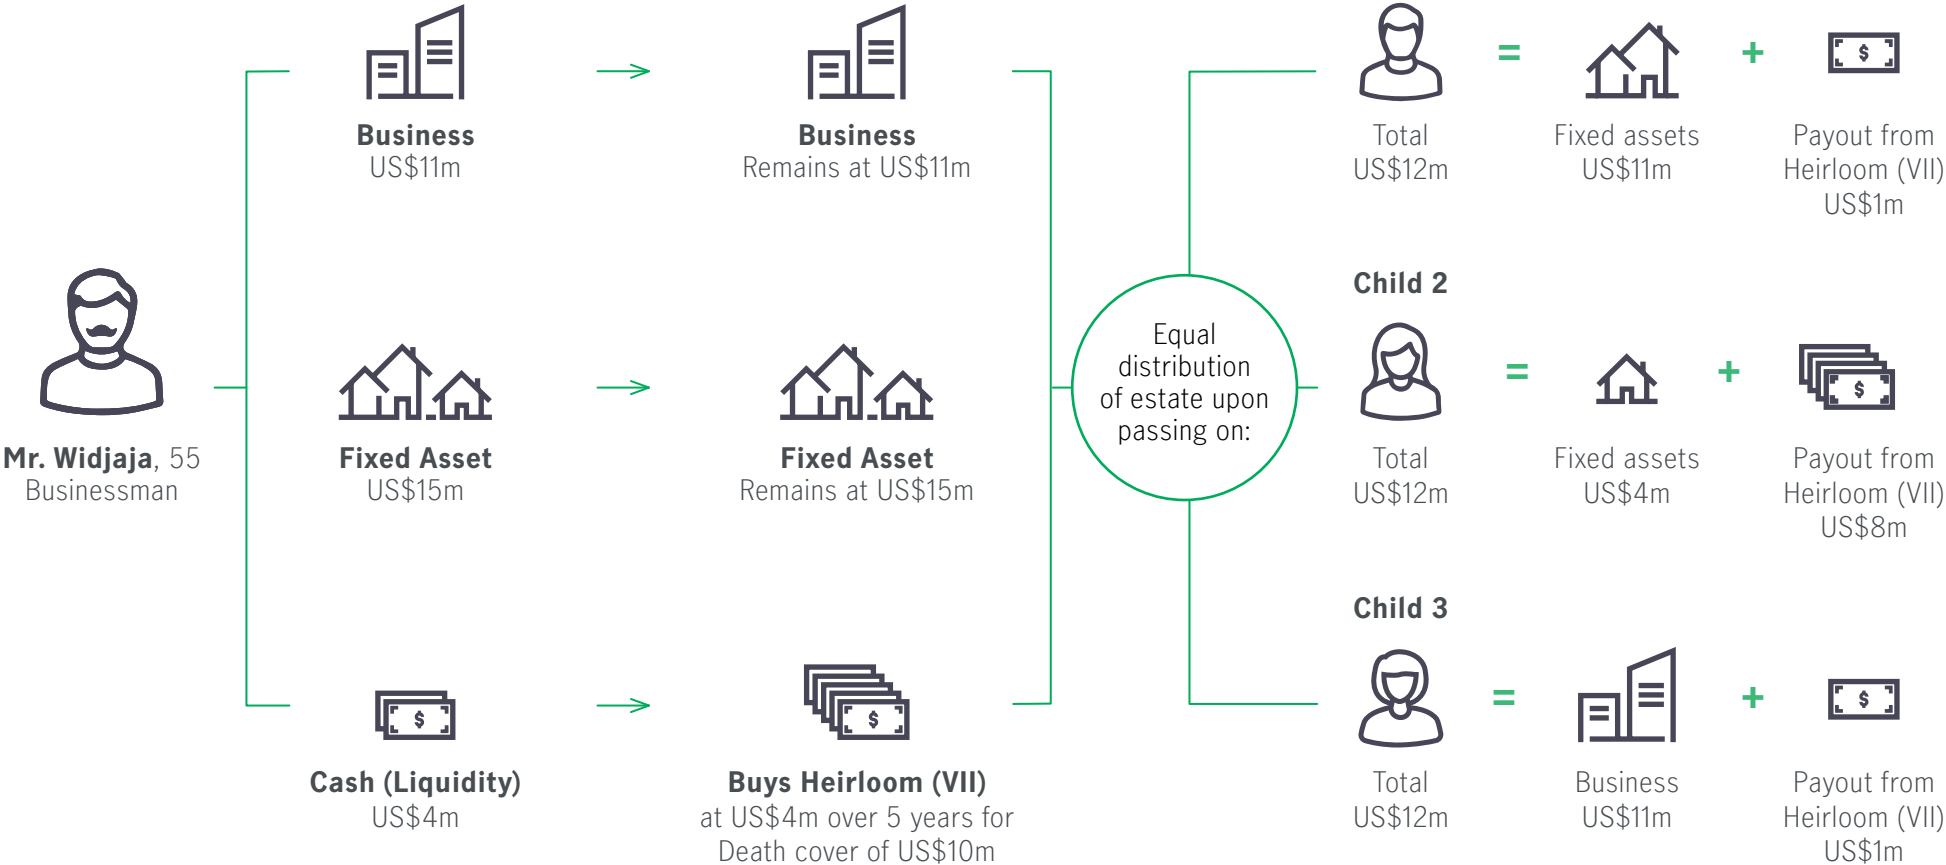 Business
US$11m
Business
Remains at US$11m
Mr. Widjaja, 55
Businessman
Fixed Asset
US$15m
Fixed Asset
Remains at US$15m
$
Cash (Liquidity)
US$4m
$
Buys Heirloom (VII)
at US$4m over 5 years for
Death cover of US$10m
Equal
distribution
of estate upon
passing on:
=
+
$
Total
US$12m
Fixed assets
US$11m
Payout from
Heirloom (VII)
US$1m
Child 2
=
+
$
Total
US$12m
Fixed assets
US$4m
Payout from
Heirloom (VII)
US$8m
Child 3
=
+
$
Total
US$12m
Business
US$11m
Payout from
Heirloom (VII)
US$1m